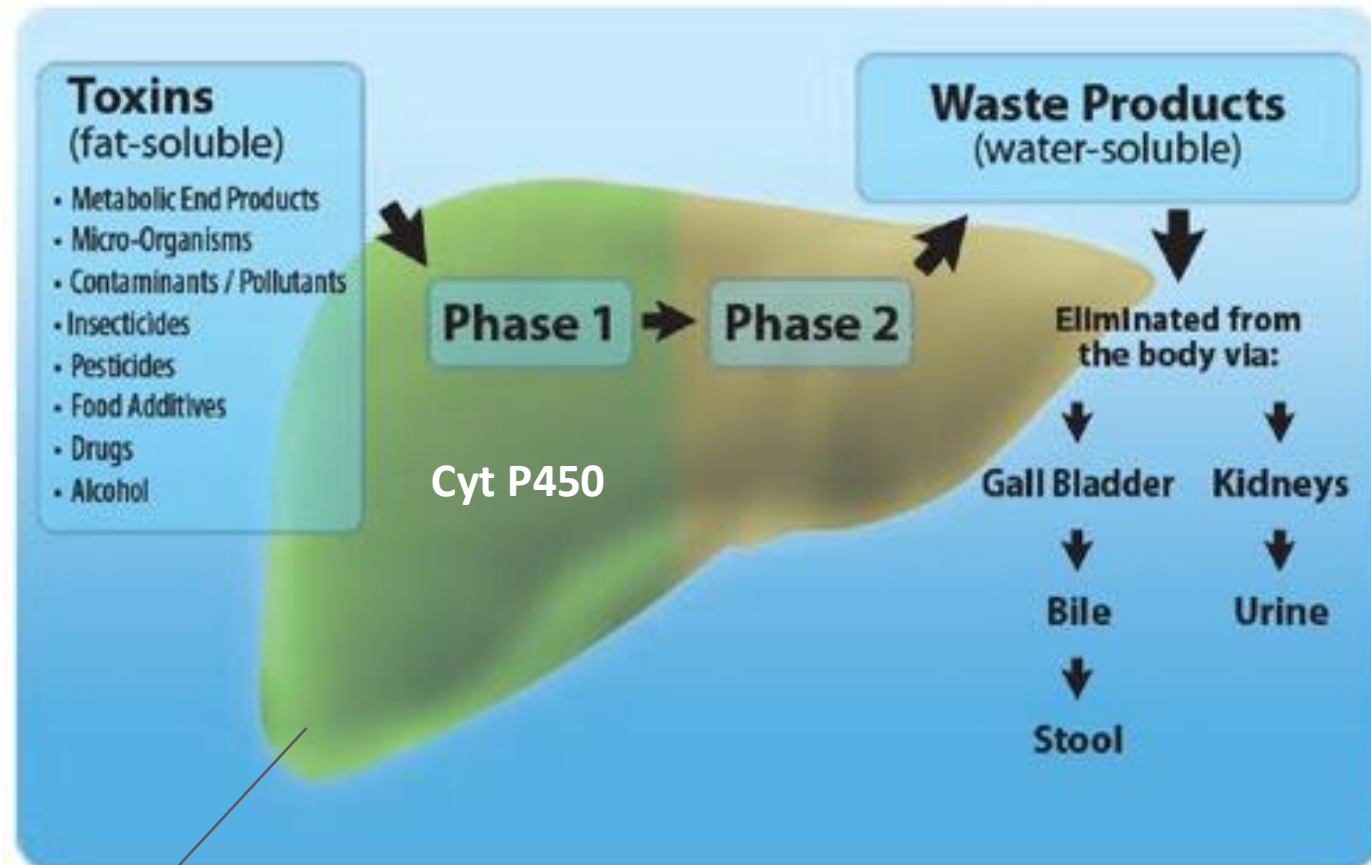 Toxins
(fat-soluble)
• Metabolic End Products
• Micro-Organisms
• Contaminants / Pollutants
• Insecticides
• Pesticides
• Food Additives
• Drugs
• Alcohol
Phase 1
Phase 2
Cyt P450
Waste Products
(water-soluble)
Eliminated from
the body via:
Gall Bladder
Kidneys
Bile
Urine
Stool